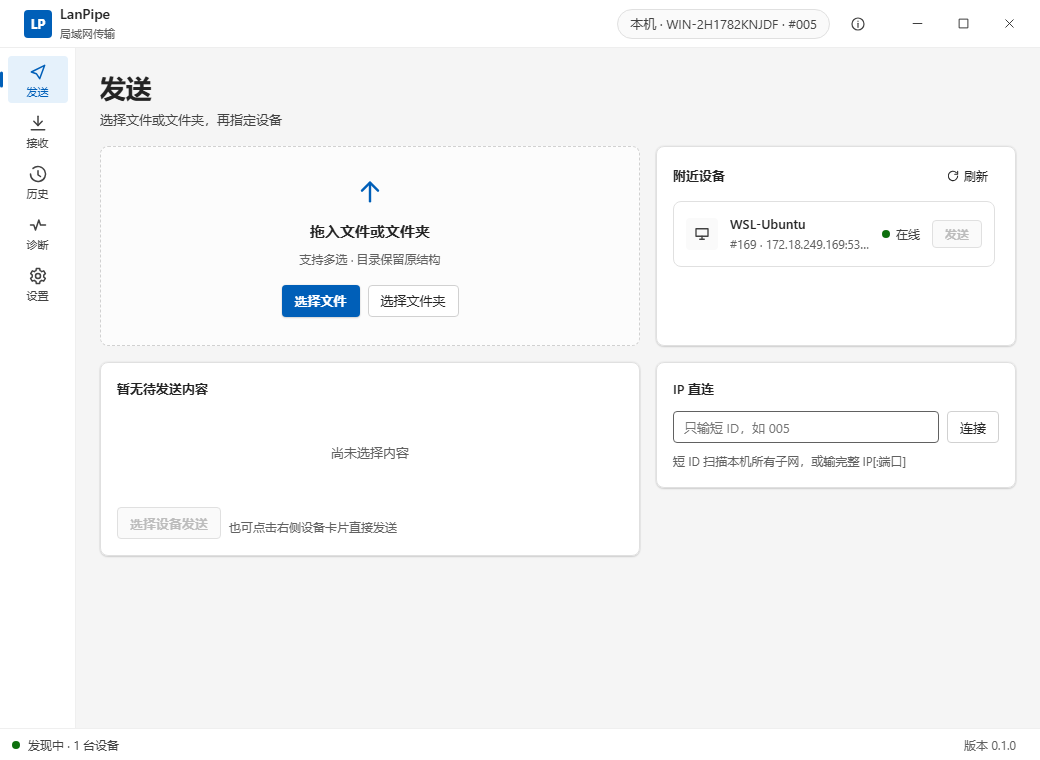 LP
LanPipe
局域网传输
本机 · WIN-2H1782KNJDF · #005
发送
接收
历史
诊断
设置
发送
选择文件或文件夹，再指定设备
拖入文件或文件夹
支持多选 · 目录保留原结构
选择文件
选择文件夹
附近设备
刷新
WSL-Ubuntu
#169 · 172.18.249.169:53...
在线
发送
暂无待发送内容
尚未选择内容
选择设备发送
也可点击右侧设备卡片直接发送
IP 直连
只输短 ID，如 005
连接
短 ID 扫描本机所有子网，或输完整 IP[:端口]
发现中 · 1 台设备
版本 0.1.0